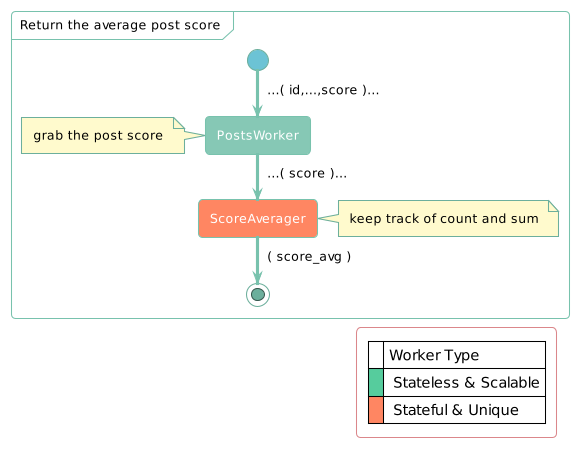 Return the average post score
...( id,...,score )...
grab the post score
PostsWorker
...( score )...
ScoreAverager
keep track of count and sum
( score_avg )
Worker Type
Stateless & Scalable
Stateful & Unique